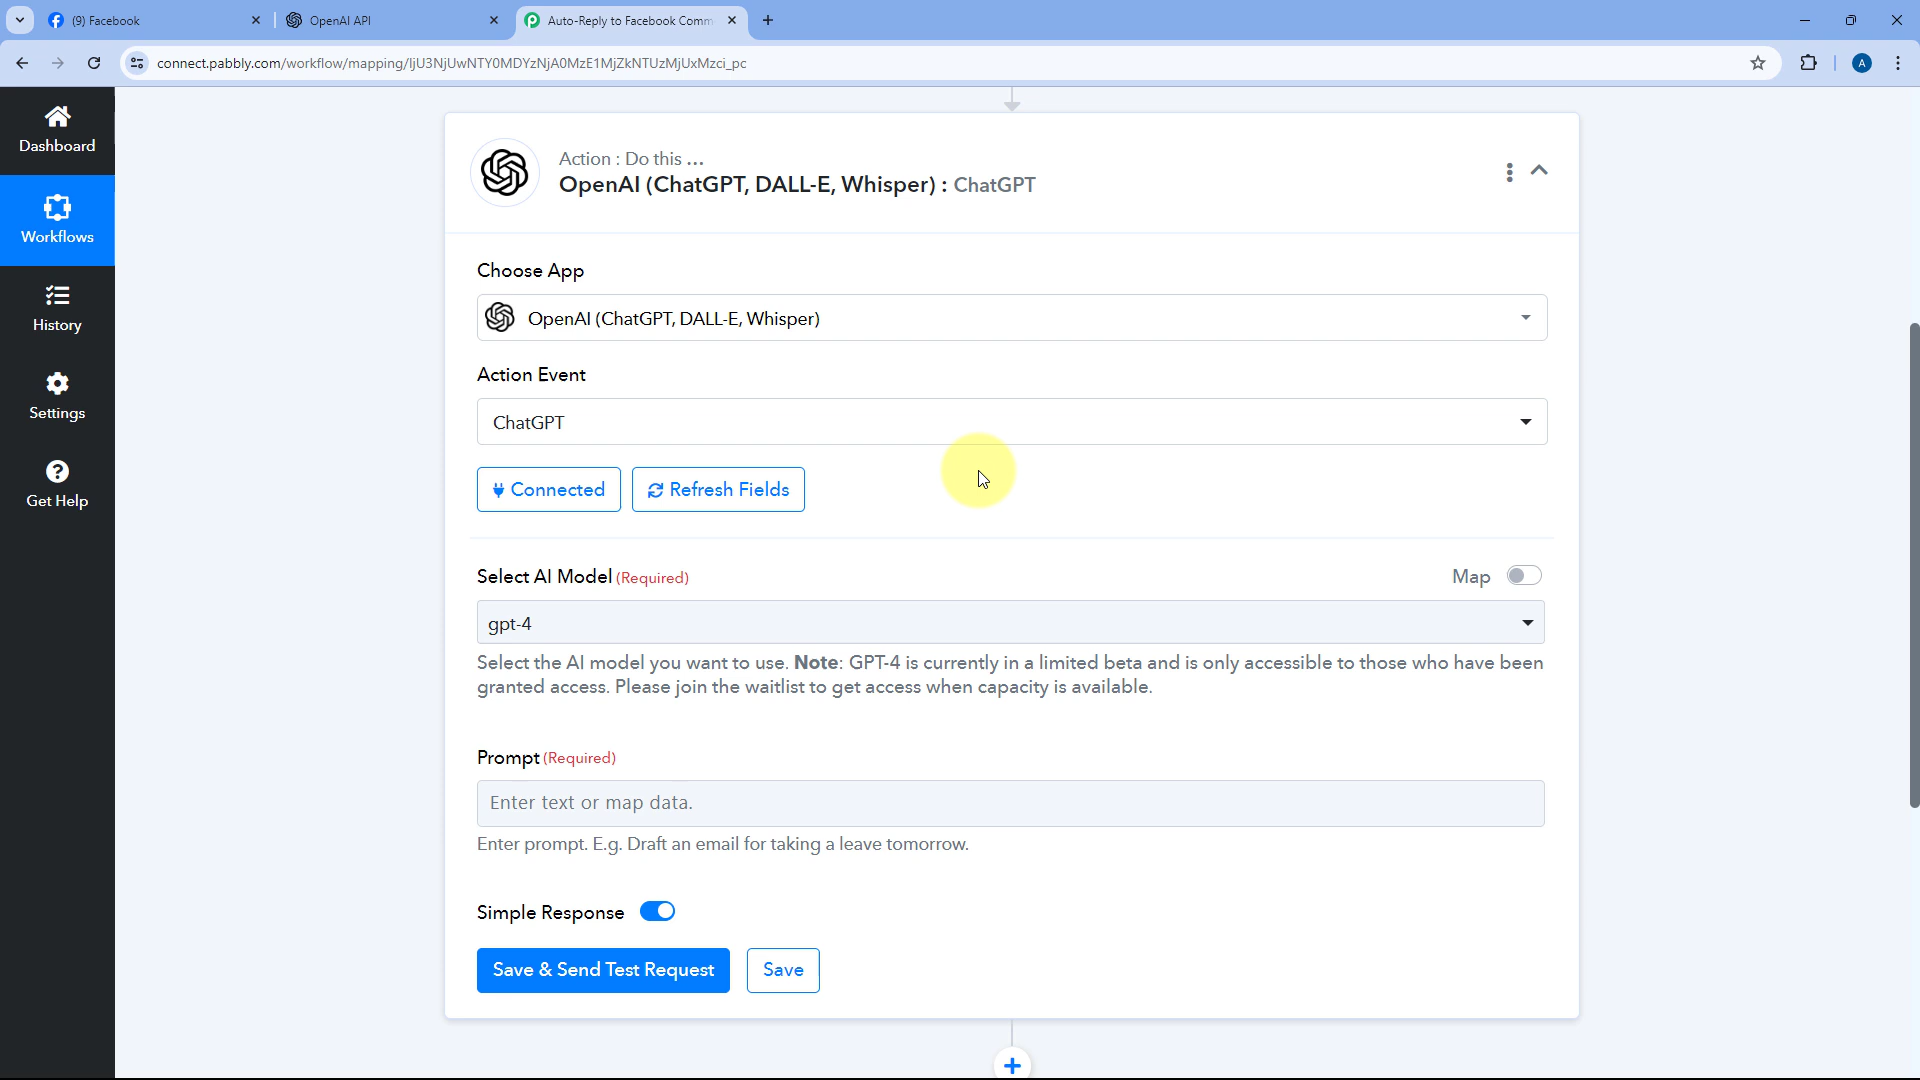 (9) Facebook
OpenAI API
Auto-Reply to Facebook Comm
connect.pabbly.com/workflow/mapping/IjU3NjUwNTY0MDYzNjA0MzE1MjZkNTUzMjUxMzci_pc
A
Dashboard
Workflows
History
Settings
Get Help
Action : Do this ...
OpenAI (ChatGPT, DALL-E, Whisper) : ChatGPT
Choose App
OpenAI (ChatGPT, DALL-E, Whisper)
Action Event
ChatGPT
Connected
Refresh Fields
Select AI Model (Required)
Map
gpt-4
Select the AI model you want to use. Note: GPT-4 is currently in a limited beta and is only accessible to those who have been
granted access. Please join the waitlist to get access when capacity is available.
Prompt (Required)
Enter text or map data.
Enter prompt. E.g. Draft an email for taking a leave tomorrow.
Simple Response
Save & Send Test Request
Save